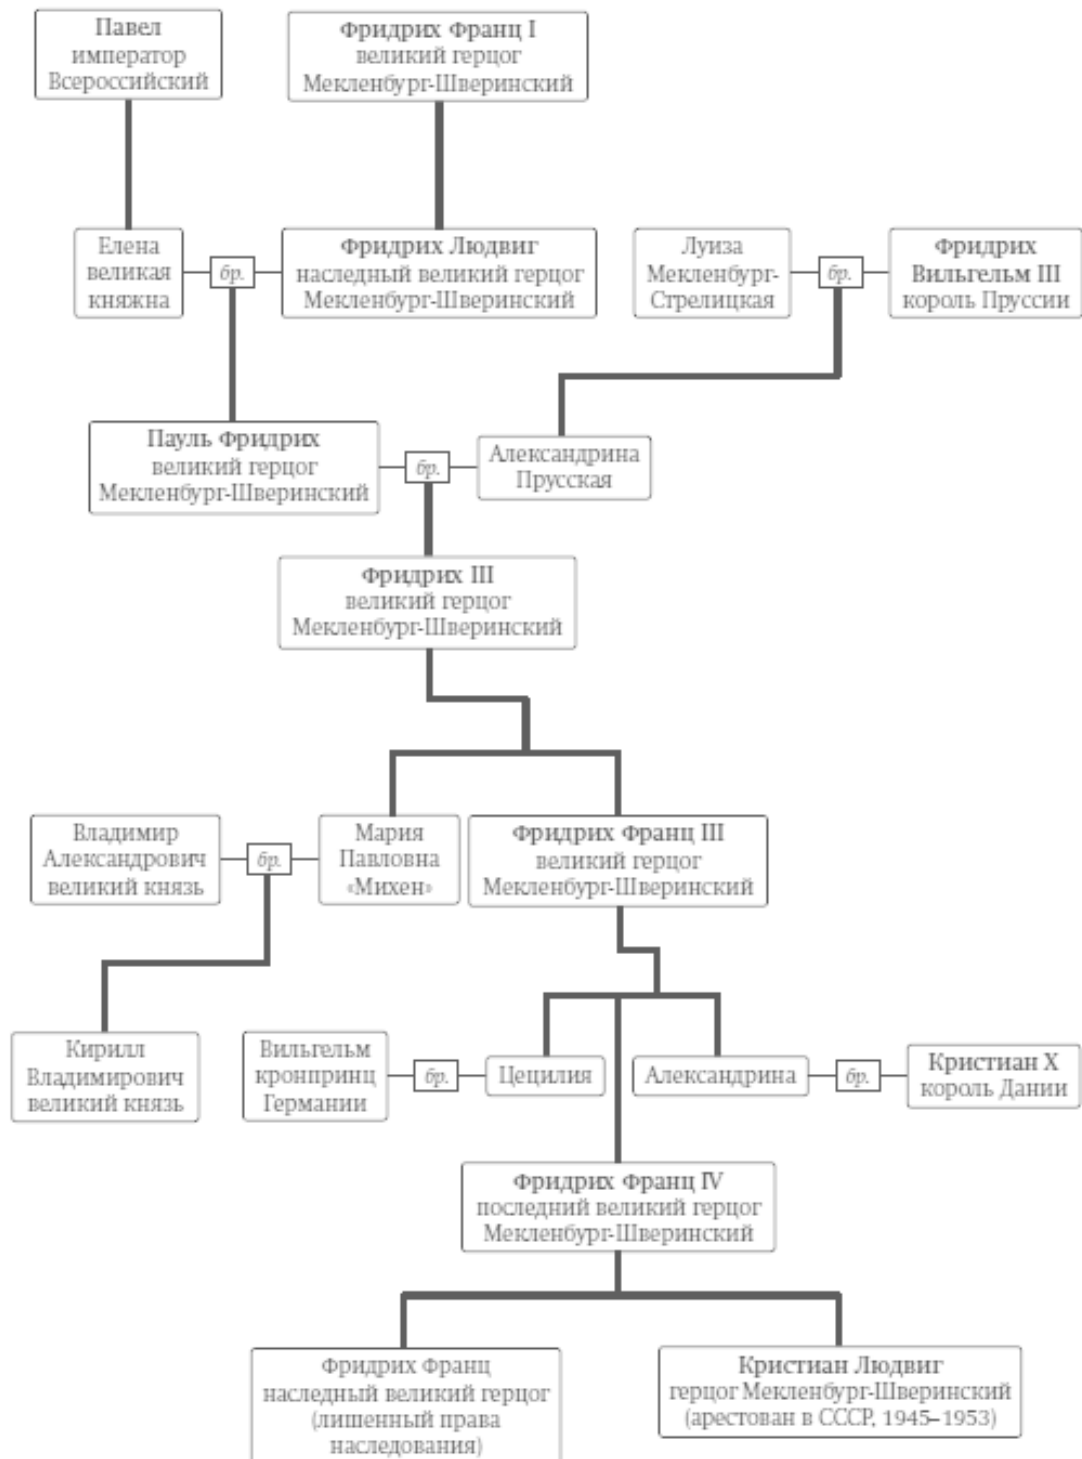 Павел
император
Всероссийский
Фридрих Франц I
великий герцог
Мекленбург-Шверинский
Елена
великая
княжна
бр.
Фридрих Людвиг
наследный великий герцог
Мекленбург-Шверинский
Луиза
Мекленбург-
Стрелицкая
бр.
Фридрих
Вильгельм III
король Пруссии
Пауль Фридрих
великий герцог
Мекленбург-Шверинский
бр.
Александрина
Прусская
Фридрих III
великий герцог
Мекленбург-Шверинский
Владимир
Александрович
великий князь
бр.
Мария
Павловна
«Михен»
Фридрих Франц III
великий герцог
Мекленбург-Шверинский
Кирилл
Владимирович
великий князь
Вильгельм
кронпринц
Германии
бр.
Цецилия
Александрина
бр.
Кристиан X
король Дании
Фридрих Франц IV
последний великий герцог
Мекленбург-Шверинский
Фридрих Франц
наследный великий герцог
(лишенный права
наследования)
Кристиан Людвиг
герцог Мекленбург-Шверинский
(арестован в СССР, 1945–1953)